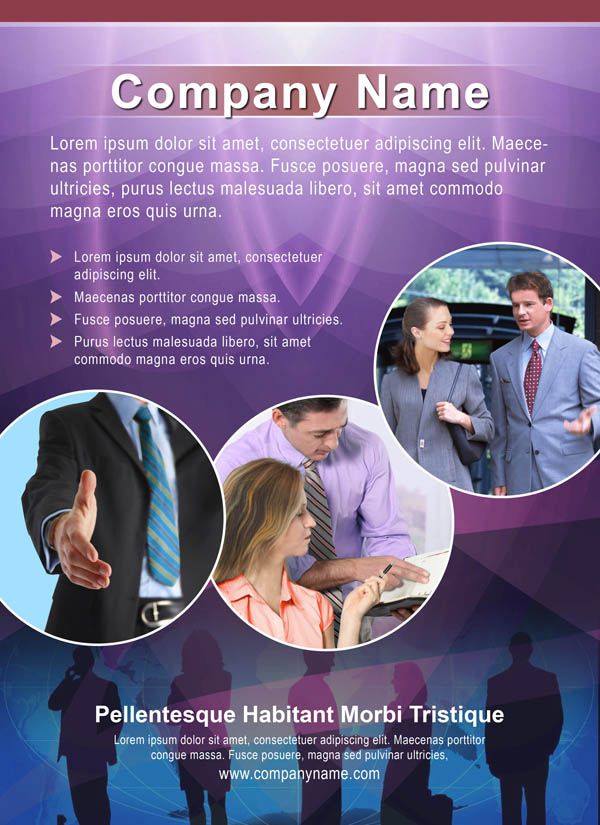 Company Name
Lorem ipsum dolor sit amet, consectetuer adipiscing elit. Maece-
nas porttitor congue massa. Fusce posuere, magna sed pulvinar
ultricies, purus lectus malesuada libero, sit amet commodo
magna eros quis urna.
Lorem ipsum dolor sit amet, consectetuer
adipiscing elit.
Maecenas porttitor congue massa.
Fusce posuere, magna sed pulvinar ultricies.
Purus lectus malesuada libero, sit amet
commodo magna eros quis urna.
Pellentesque Habitant Morbi Tristique
Lorem ipsum dolor sit amet, consectetuer adipiscing elit. Maecenas porttitor
congue massa. Fusce posuere, magna sed pulvinar ultricies,
www.companyname.com